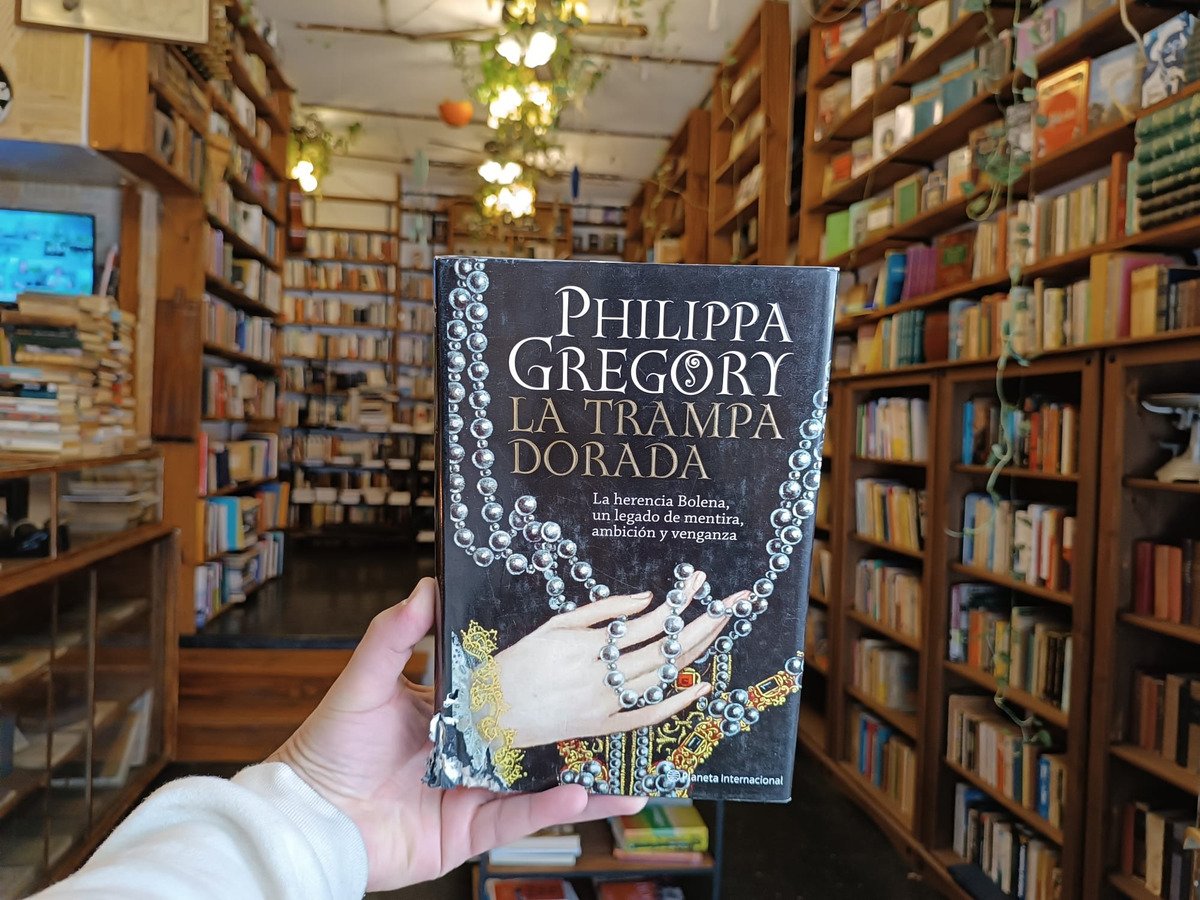 PHILIPPA
GREGORY
LA TRAMPA
DORADA
La herencia Bolena,
un legado de mentira,
ambición y venganza
Planeta Internacional